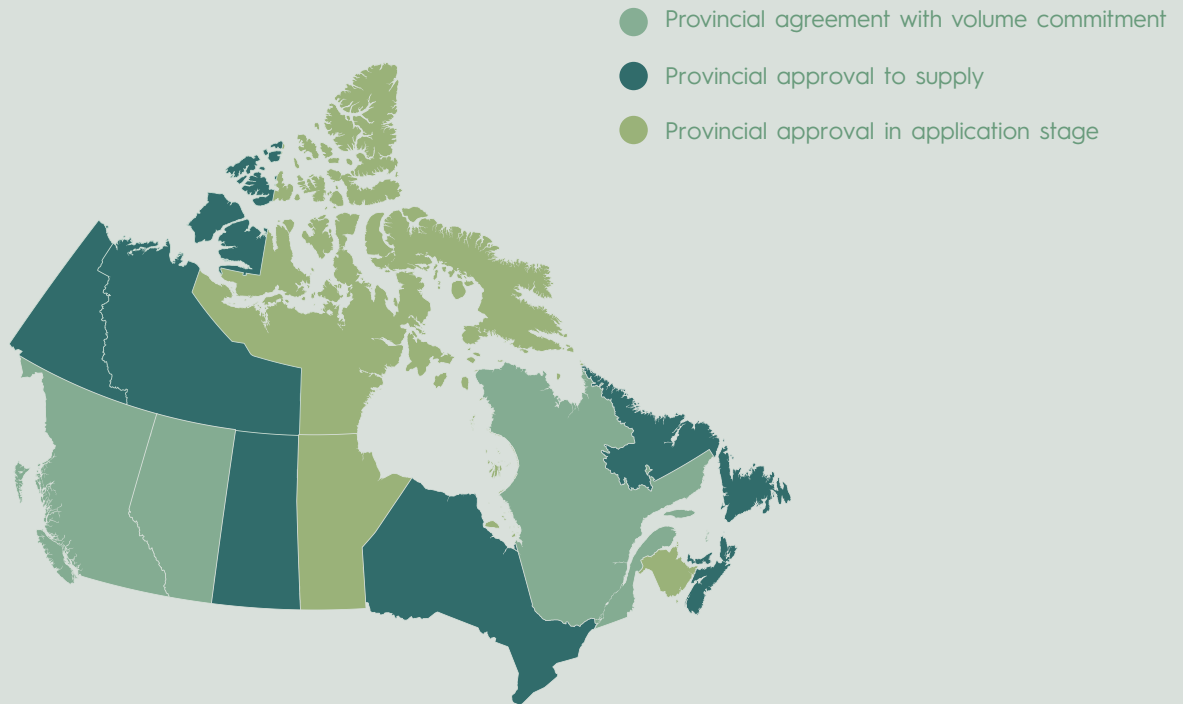 Provincial agreement with volume commitment
Provincial approval to supply
Provincial approval in application stage